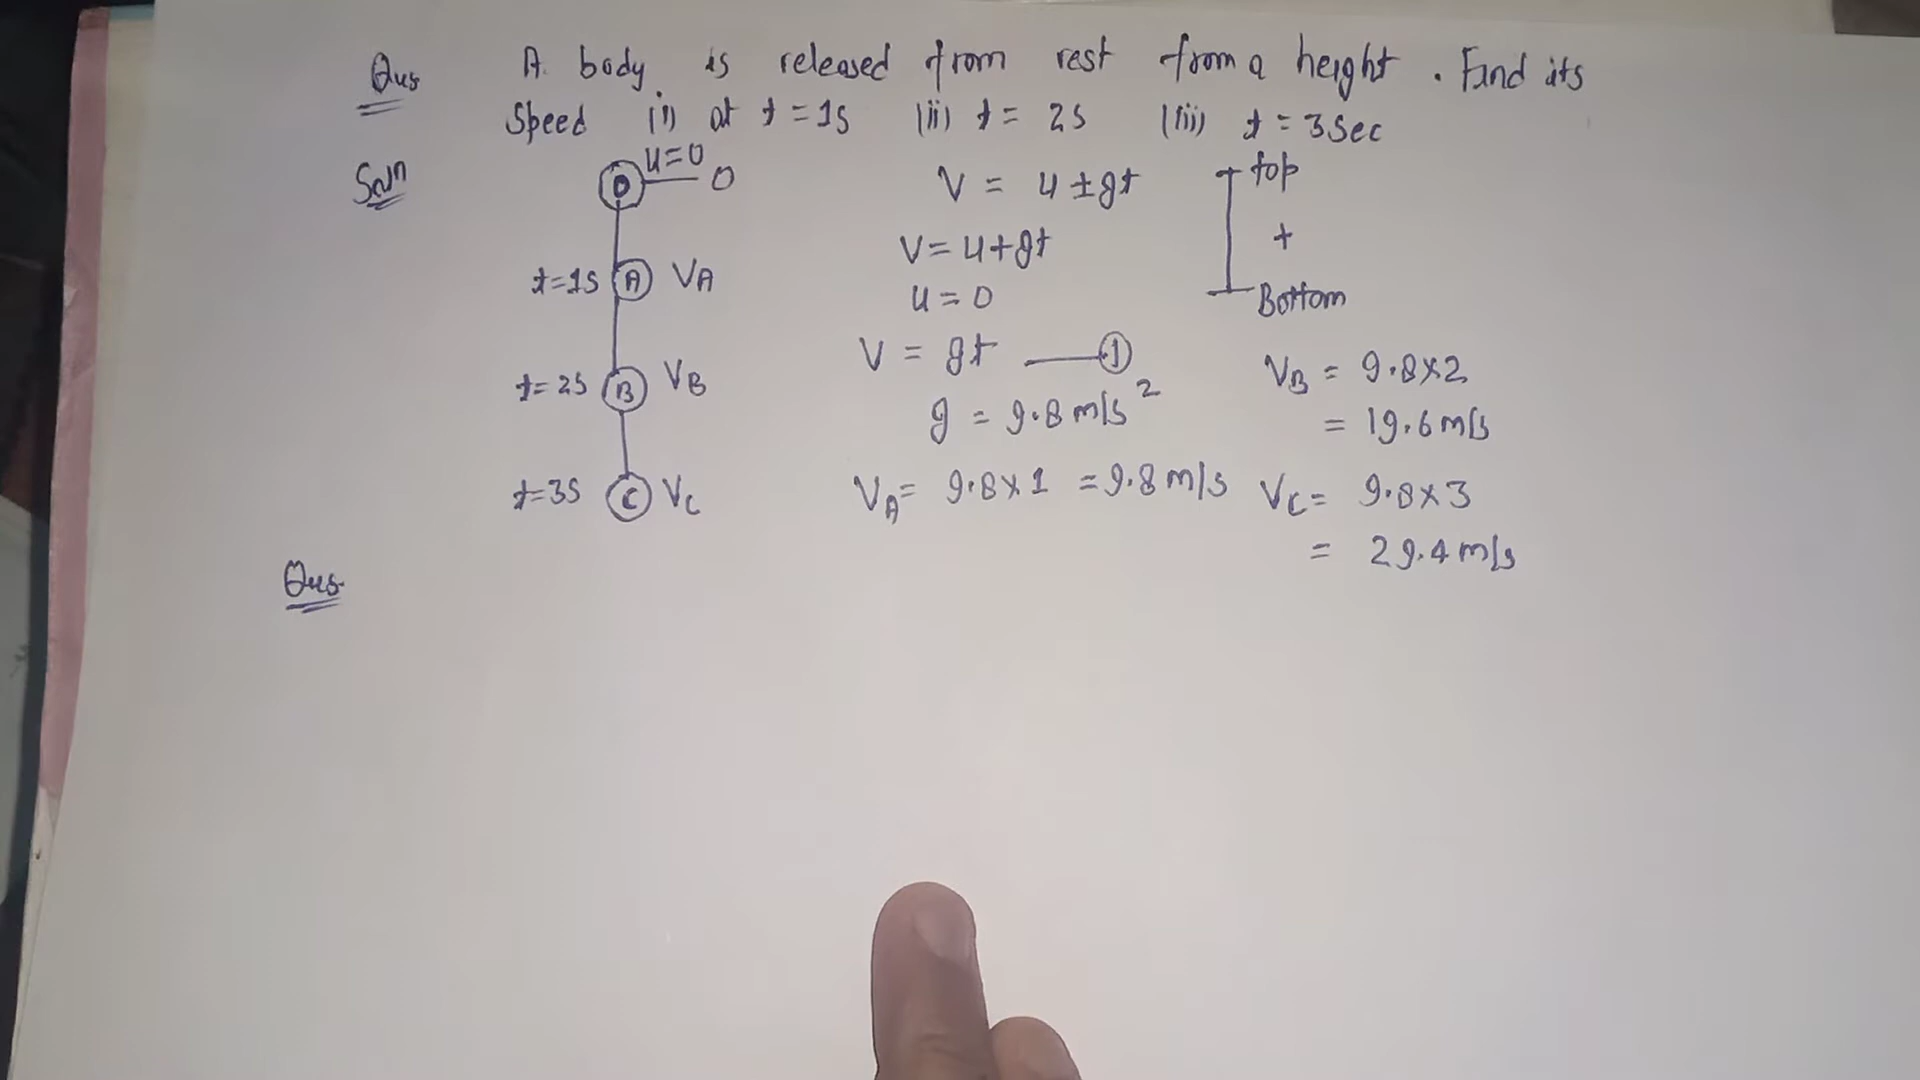 Qus A body is released from rest from a height. Find its
Speed (i) at t = 1s (ii) t = 2s (iii) t = 3sec
Soln
u=0
O
t=1s A VA
t=2s B VB
t=3s C VC
V = u ± gt
V = u + gt
u = 0
V = gt —— 1
g = 9.8 m/s²
VA = 9.8×1 = 9.8 m/s
top
+
Bottom
VB = 9.8×2
= 19.6 m/s
VC = 9.8×3
= 29.4 m/s
Qus